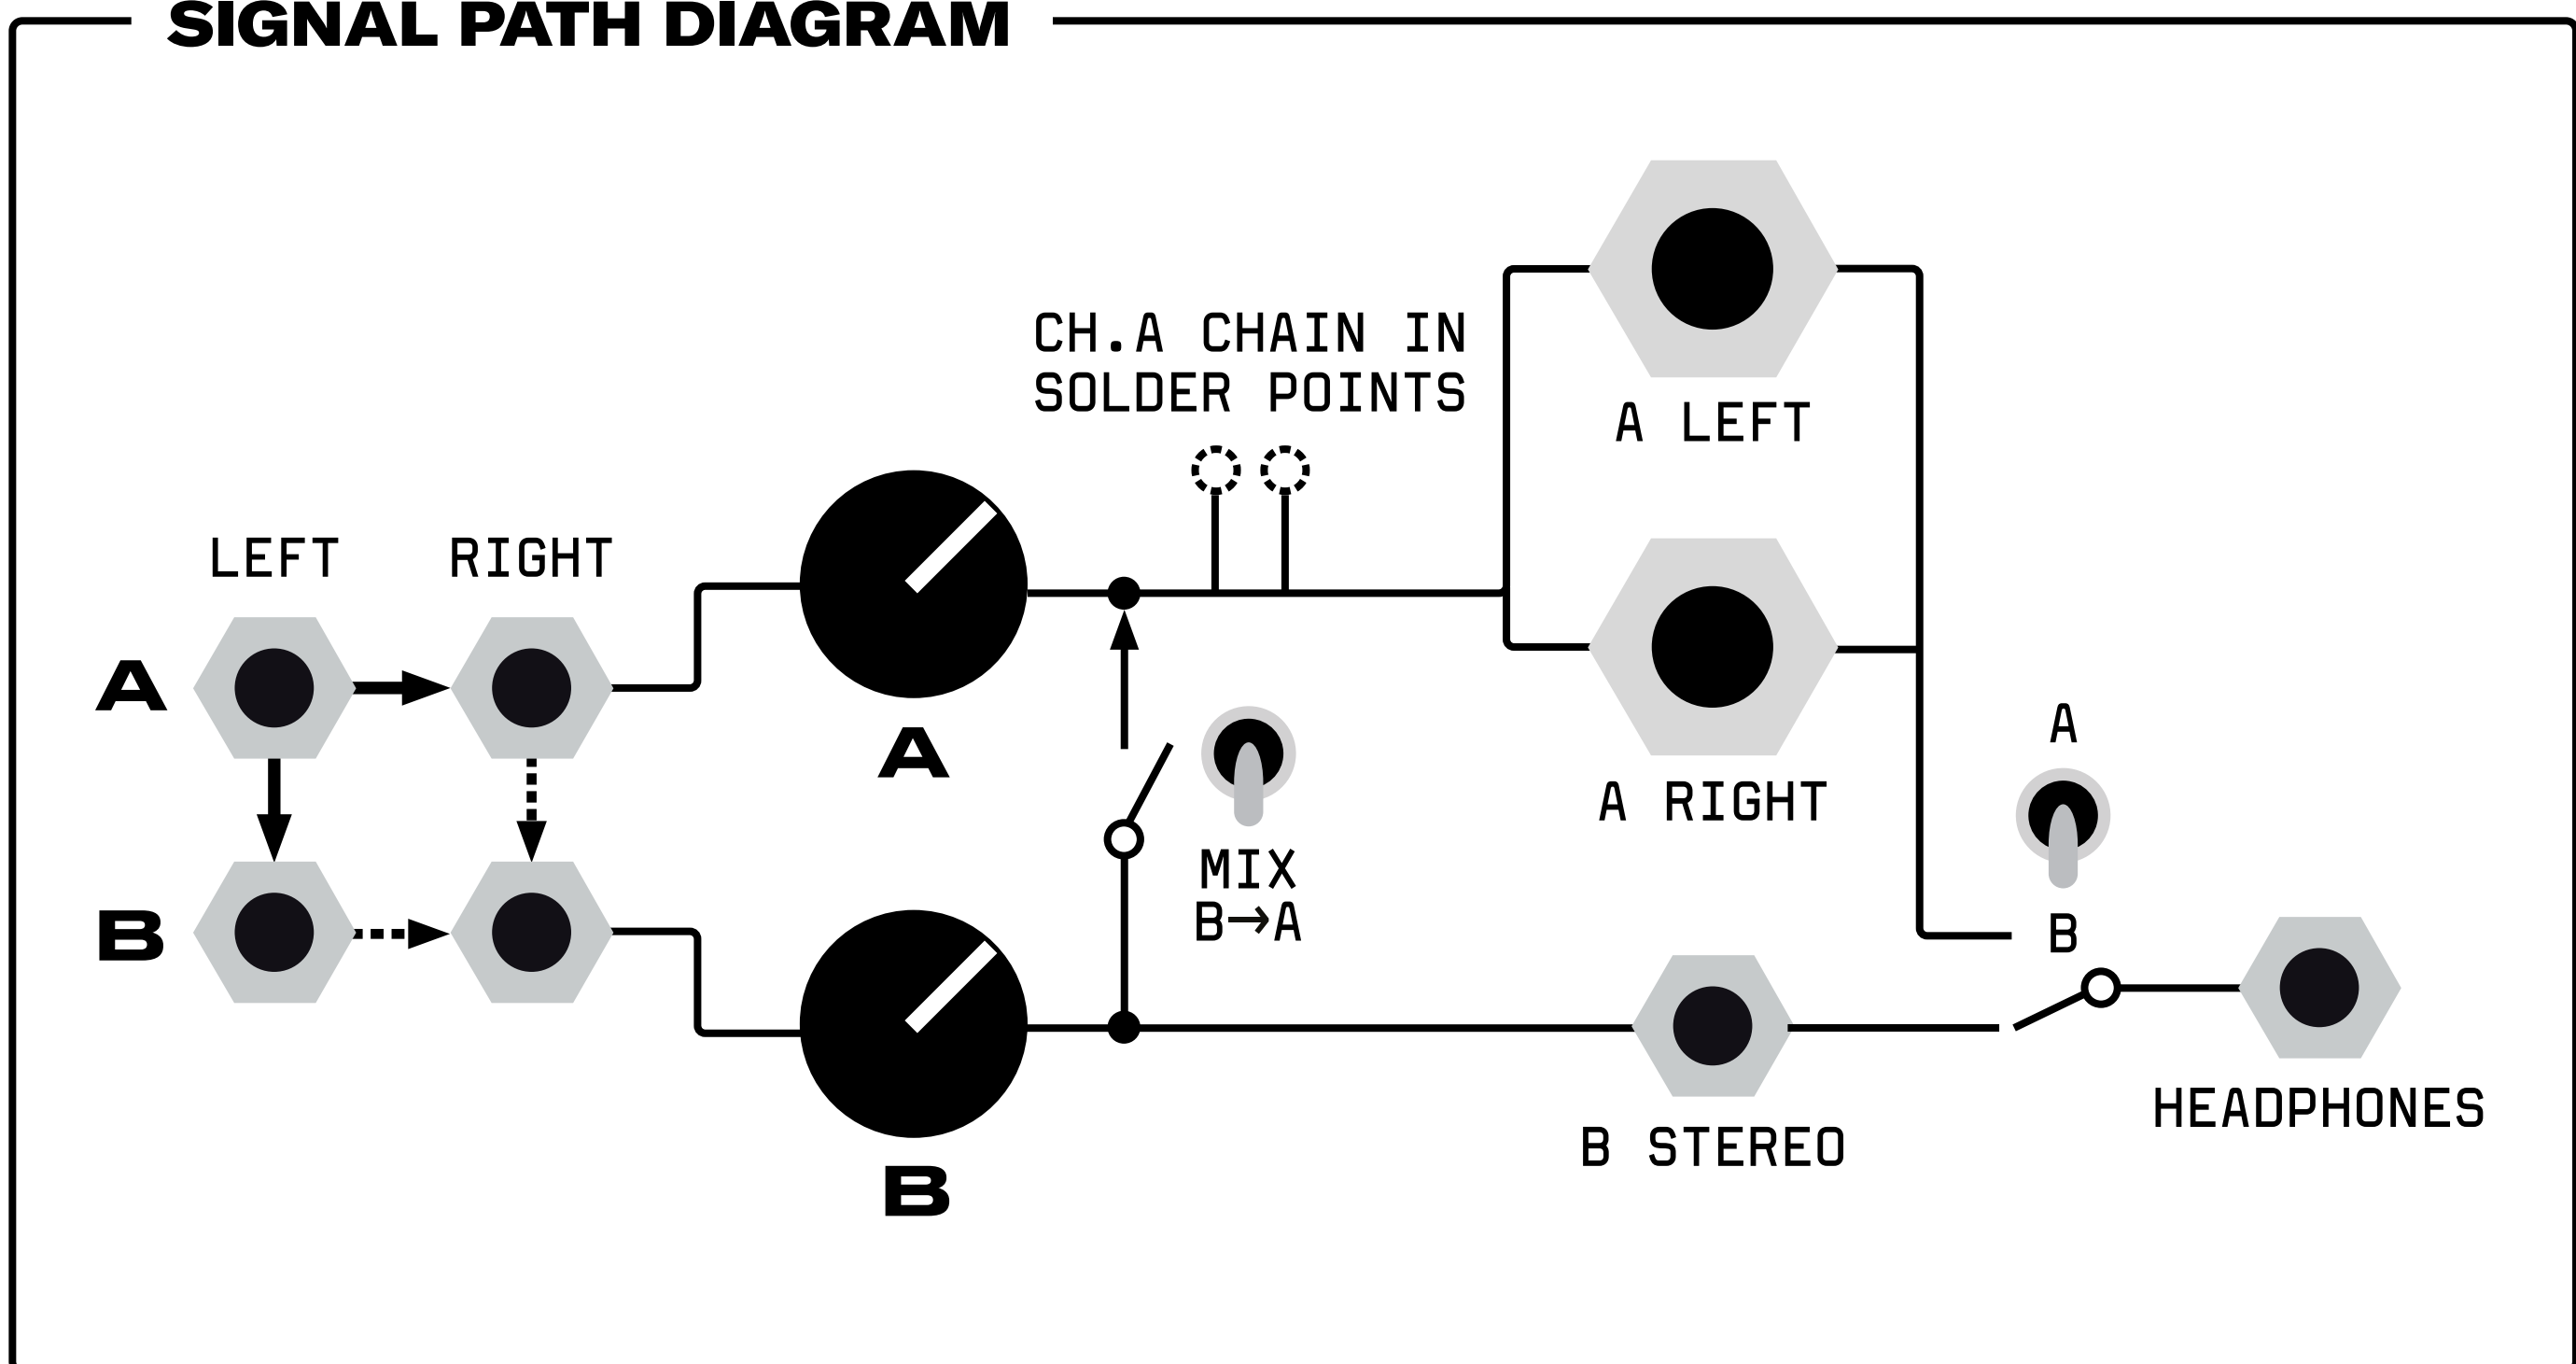 SIGNAL PATH DIAGRAM
CH.A CHAIN IN
SOLDER POINTS
A LEFT
LEFT
RIGHT
A
A
A RIGHT
A
B
MIX
B→A
B
B
B STEREO
HEADPHONES